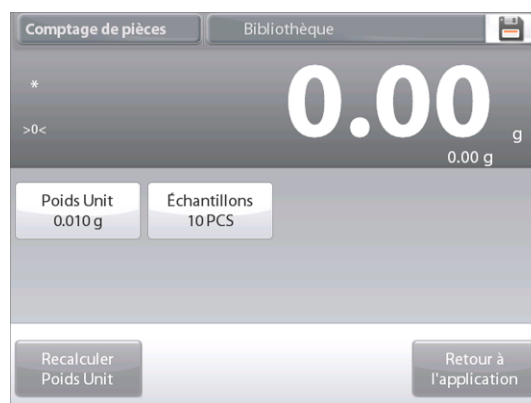 Comptage de pièces
Bibliothèque
*
0.00
>0<
g
0.00 g
Poids Unit
0.010 g
Échantillons
10 PCS
Recalculer
Poids Unit
Retour à
l'application